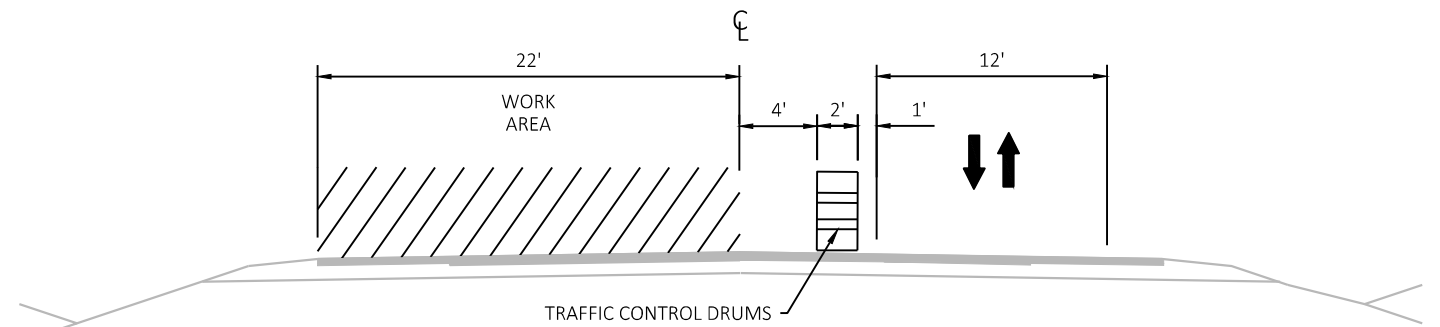 ℄
22'
12'
WORK
AREA
4'
2'
1'
TRAFFIC CONTROL DRUMS